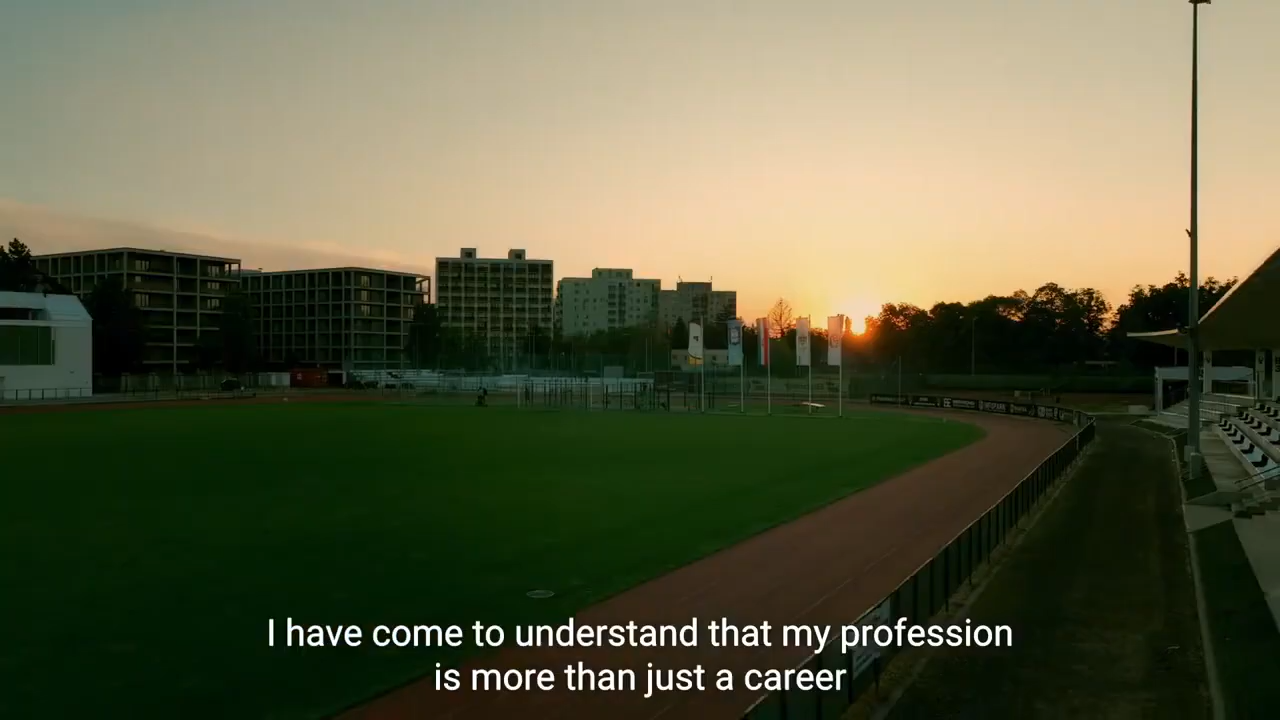 I have come to understand that my profession
is more than just a career